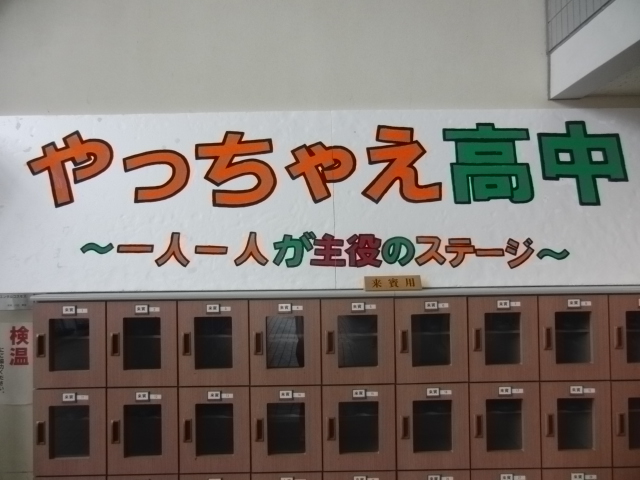 やっちゃえ高中
～一人一人が主役のステージ～
来賓用
検温